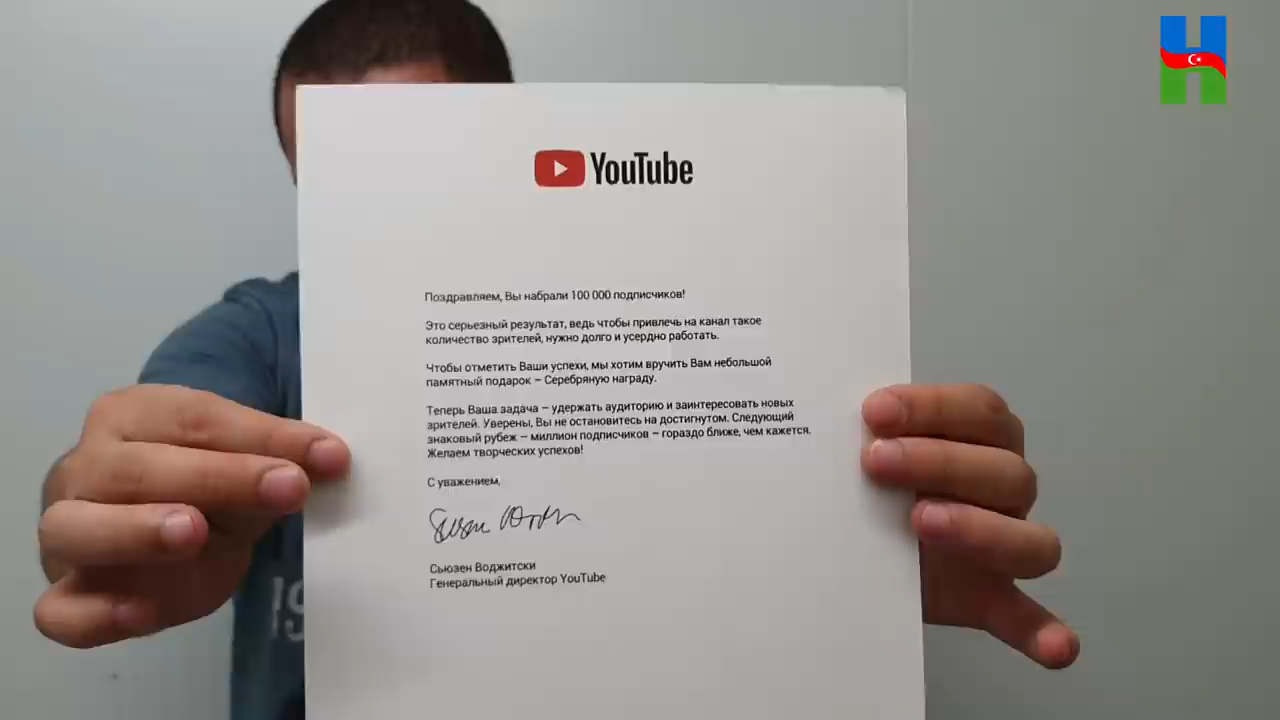 YouTube
Поздравляем, Вы набрали 100 000 подписчиков!
Это серьезный результат, ведь чтобы привлечь на канал такое
количество зрителей, нужно долго и усердно работать.
Чтобы отметить Ваши успехи, мы хотим вручить Вам небольшой
памятный подарок – Серебряную награду.
Теперь Ваша задача – удержать аудиторию и заинтересовать новых
зрителей. Уверены, Вы не остановитесь на достигнутом. Следующий
знаковый рубеж – миллион подписчиков – гораздо ближе, чем кажется.
Желаем творческих успехов!
С уважением,
Сьюзен Воджитски
Генеральный директор YouTube